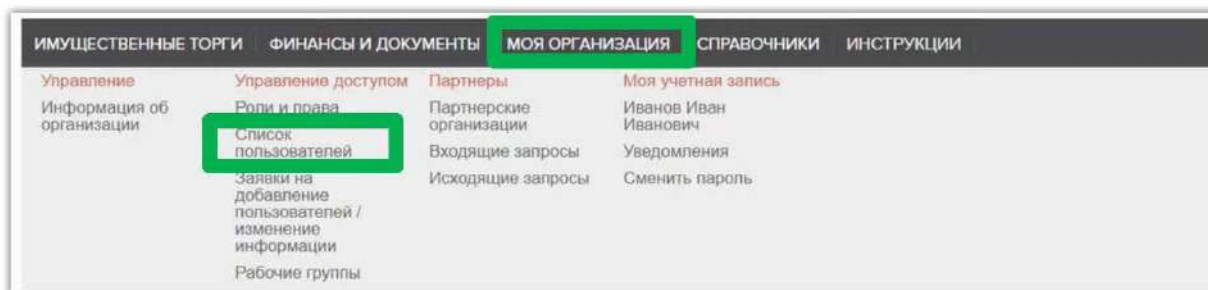 ИМУЩЕСТВЕННЫЕ ТОРГИ ФИНАНСЫ И ДОКУМЕНТЫ МОЯ ОРГАНИЗАЦИЯ СПРАВОЧНИКИ ИНСТРУКЦИИ
Управление
Информация об
организации
Управление доступом
Роли и права
Список
пользователей
Заявки на
добавление
пользователей /
изменение
информации
Рабочие группы
Партнеры
Партнерские
организации
Входящие запросы
Исходящие запросы
Моя учетная запись
Иванов Иван
Иванович
Уведомления
Сменить пароль